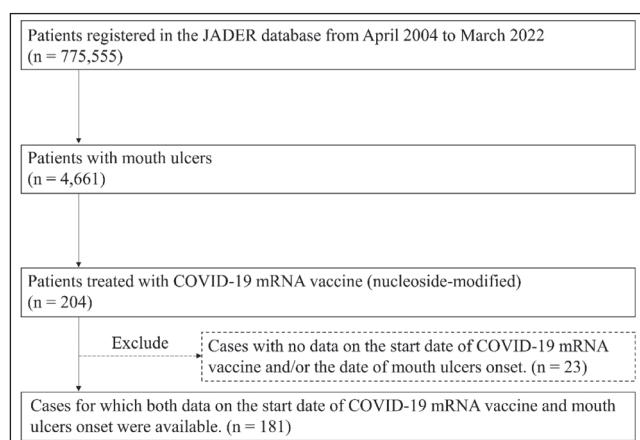 Patients registered in the JADER database from April 2004 to March 2022
(n = 775,555)
Patients with mouth ulcers
(n = 4,661)
Patients treated with COVID-19 mRNA vaccine (nucleoside-modified)
(n = 204)
Exclude
Cases with no data on the start date of COVID-19 mRNA
vaccine and/or the date of mouth ulcers onset. (n = 23)
Cases for which both data on the start date of COVID-19 mRNA vaccine and mouth
ulcers onset were available. (n = 181)